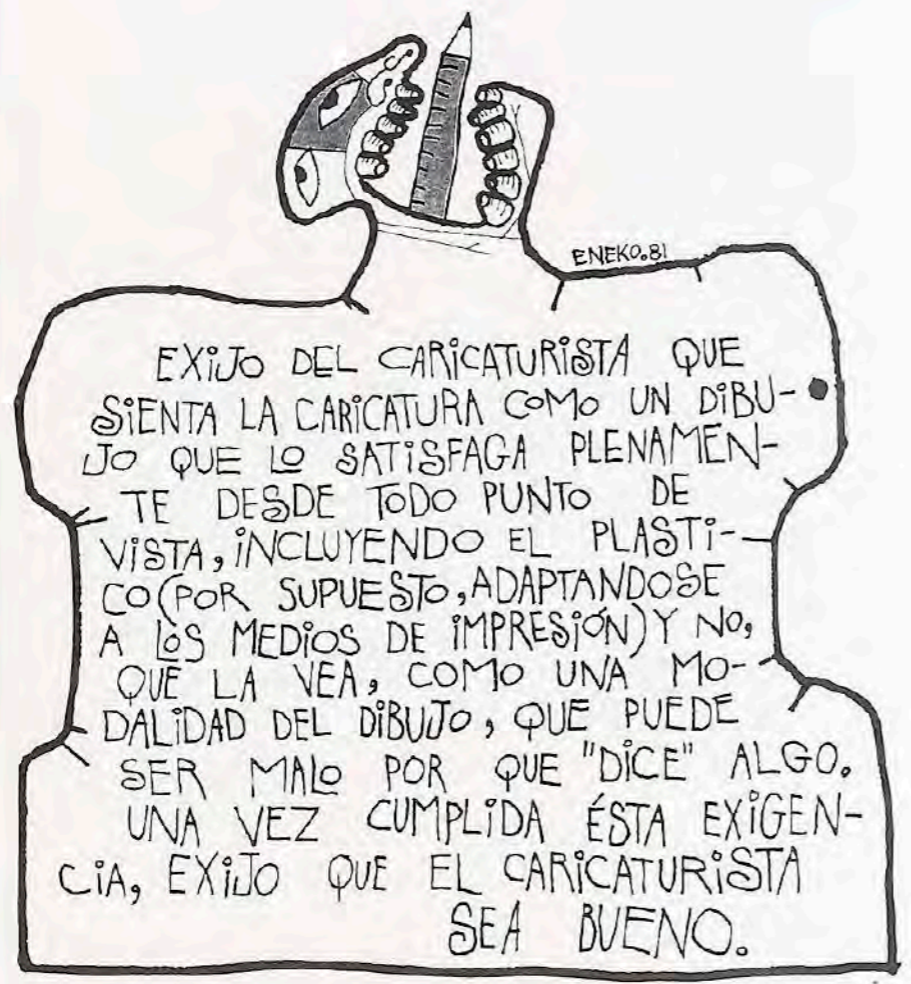 ENEKO.81
EXIJO DEL CARICATURISTA QUE
SIENTA LA CARICATURA COMO UN DIBU-
JO QUE LO SATISFAGA PLENAMEN-
TE DESDE TODO PUNTO DE
VISTA, INCLUYENDO EL PLASTI-
CO (POR SUPUESTO, ADAPTANDOSE
A LOS MEDIOS DE IMPRESIÓN) Y NO,
QUE LA VEA, COMO UNA MO-
DALIDAD DEL DIBUJO, QUE PUEDE
SER MALO POR QUE "DICE" ALGO.
UNA VEZ CUMPLIDA ÉSTA EXIGEN-
CIA, EXIJO QUE EL CARICATURISTA
SEA BUENO.